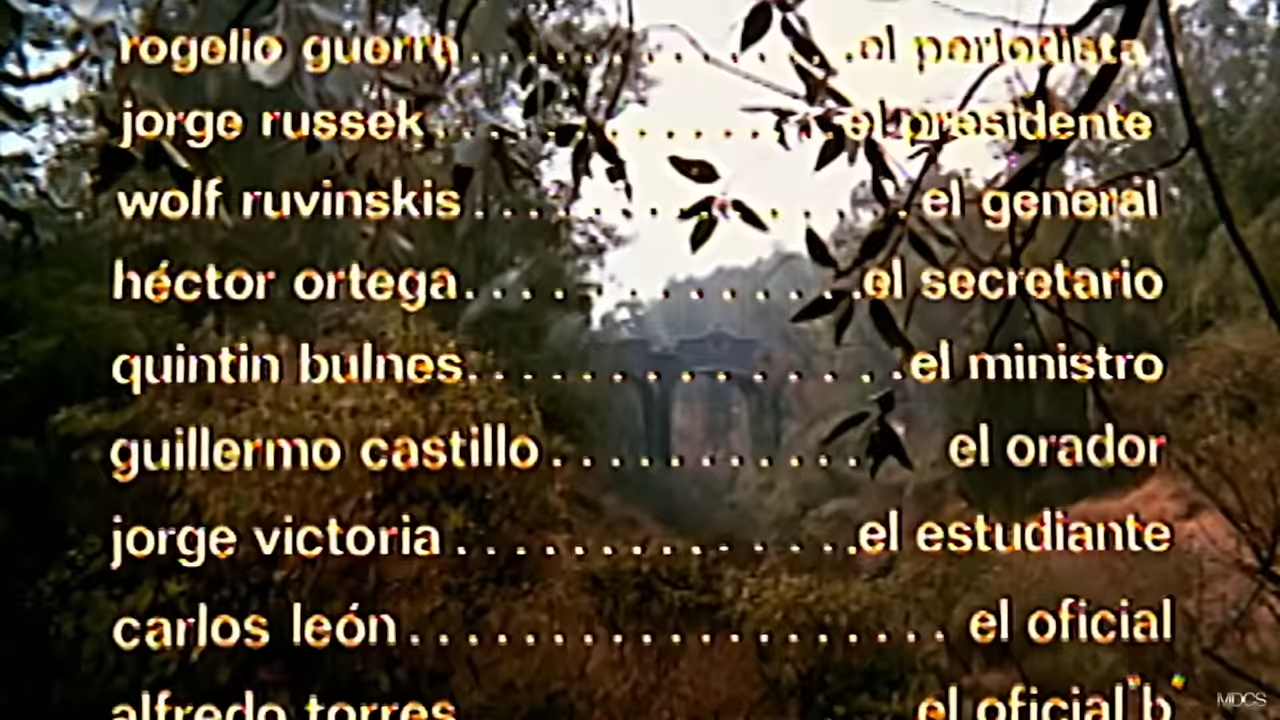 rogelio guerra . . . . . . . . . . . . . . . . el periodista
jorge russek . . . . . . . . . . . . . . . . el presidente
wolf ruvinskis . . . . . . . . . . . . . . . el general
héctor ortega . . . . . . . . . . . . . . . el secretario
quintin bulnes . . . . . . . . . . . . . . . el ministro
guillermo castillo . . . . . . . . . . . el orador
jorge victoria . . . . . . . . . . . . . . el estudiante
carlos león . . . . . . . . . . . . . . . . . . . el oficial
alfredo torres el oficial "b"
MDCS